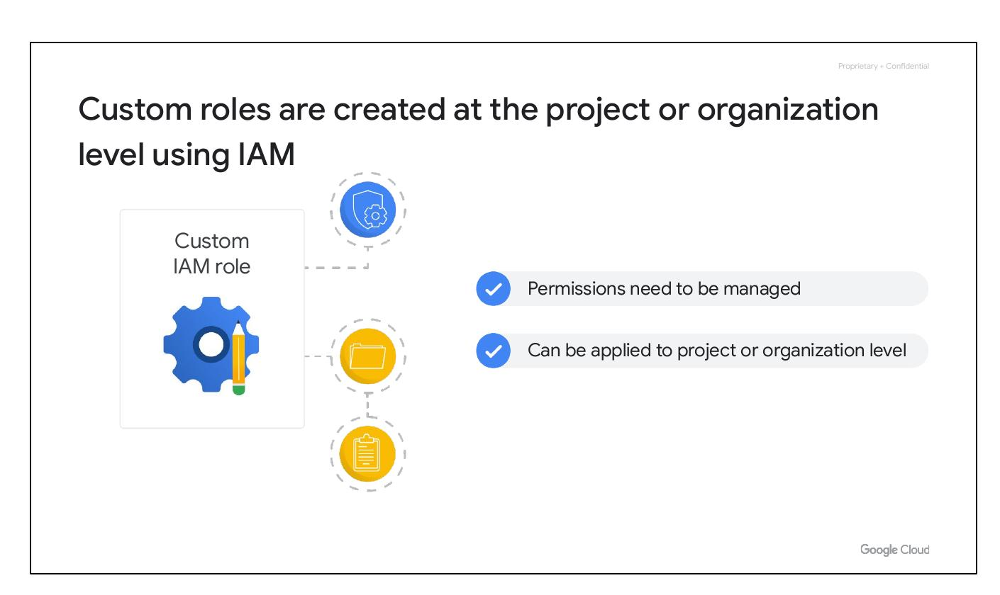 Proprietary + Confidential
Custom roles are created at the project or organization
level using IAM
Custom
IAM role
Permissions need to be managed
Can be applied to project or organization level
Google Cloud